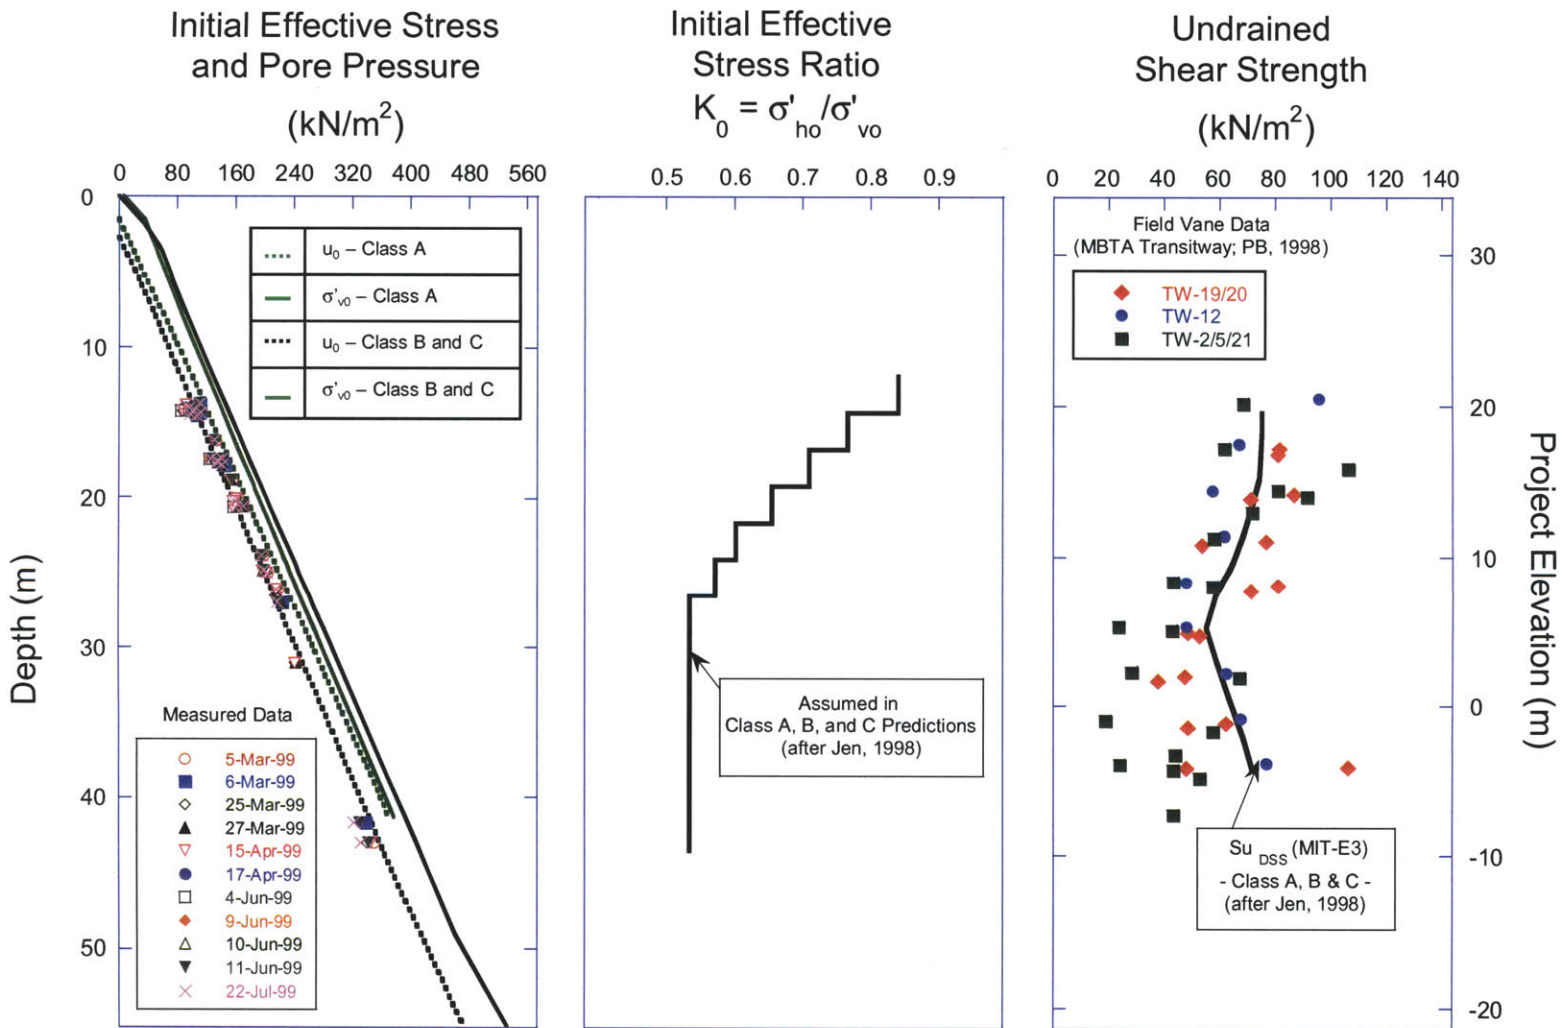 Initial Effective Stress
and Pore Pressure
(kN/m²)
0 80 160 240 320 400 480 560
0
10
20
30
40
50
Depth (m)
u₀ – Class A
σ'ᵥ₀ – Class A
u₀ – Class B and C
σ'ᵥ₀ – Class B and C
Measured Data
5-Mar-99
6-Mar-99
25-Mar-99
27-Mar-99
15-Apr-99
17-Apr-99
4-Jun-99
9-Jun-99
10-Jun-99
11-Jun-99
22-Jul-99
Initial Effective
Stress Ratio
K₀ = σ'ₕₒ/σ'ᵥₒ
0.5 0.6 0.7 0.8 0.9
Assumed in
Class A, B, and C Predictions
(after Jen, 1998)
Undrained
Shear Strength
(kN/m²)
0 20 40 60 80 100 120 140
Field Vane Data
(MBTA Transitway; PB, 1998)
TW-19/20
TW-12
TW-2/5/21
Su DSS (MIT-E3)
- Class A, B & C -
(after Jen, 1998)
30
20
10
0
-10
-20
Project Elevation (m)